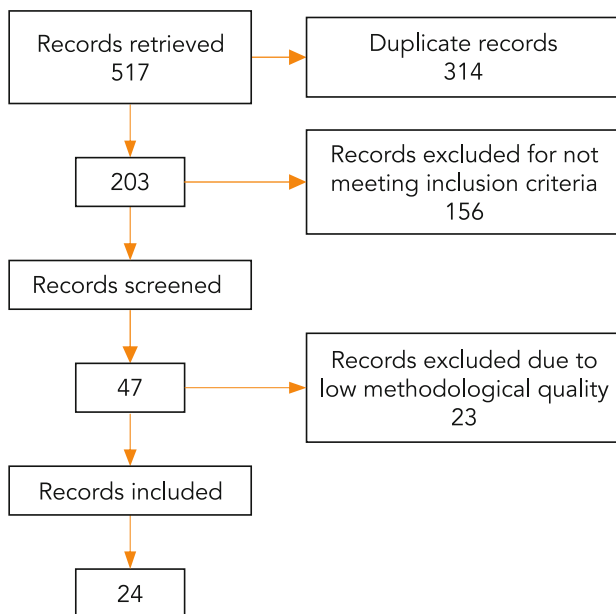 Records retrieved
517
Duplicate records
314
203
Records excluded for not
meeting inclusion criteria
156
Records screened
47
Records excluded due to
low methodological quality
23
Records included
24